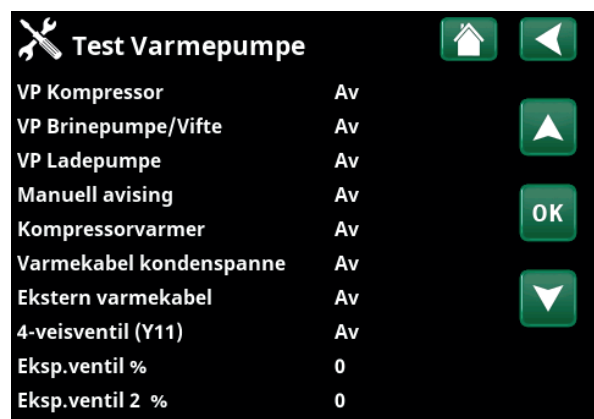 Test Varmepumpe
VP Kompressor Av
VP Brinepumpe/Vifte Av
VP Ladepumpe Av
Manuell avising Av
OK
Kompressorvarmer Av
Varmekabel kondenspanne Av
Ekstern varmekabel Av
4-veisventil (Y11) Av
Eksp.ventil % 0
Eksp.ventil 2 % 0